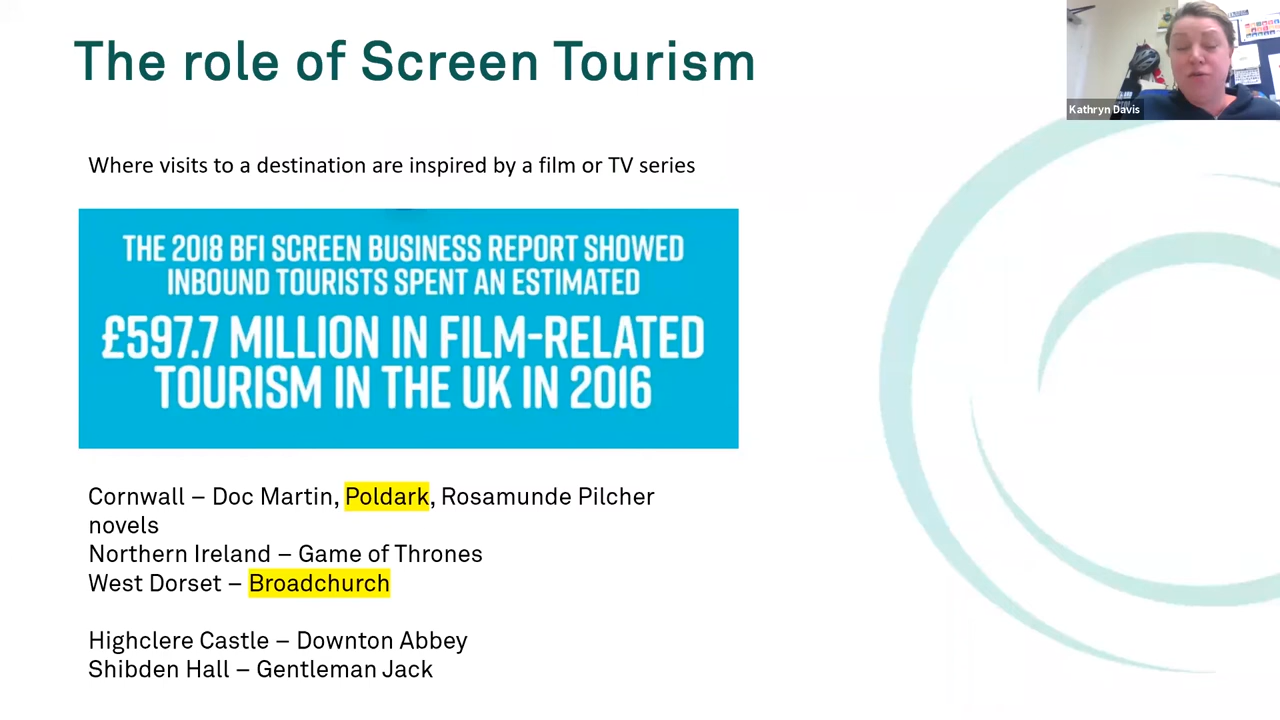 The role of Screen Tourism
Kathryn Davis
Where visits to a destination are inspired by a film or TV series
THE 2018 BFI SCREEN BUSINESS REPORT SHOWED
INBOUND TOURISTS SPENT AN ESTIMATED
£597.7 MILLION IN FILM-RELATED
TOURISM IN THE UK IN 2016
Cornwall – Doc Martin, Poldark, Rosamunde Pilcher
novels
Northern Ireland – Game of Thrones
West Dorset – Broadchurch
Highclere Castle – Downton Abbey
Shibden Hall – Gentleman Jack